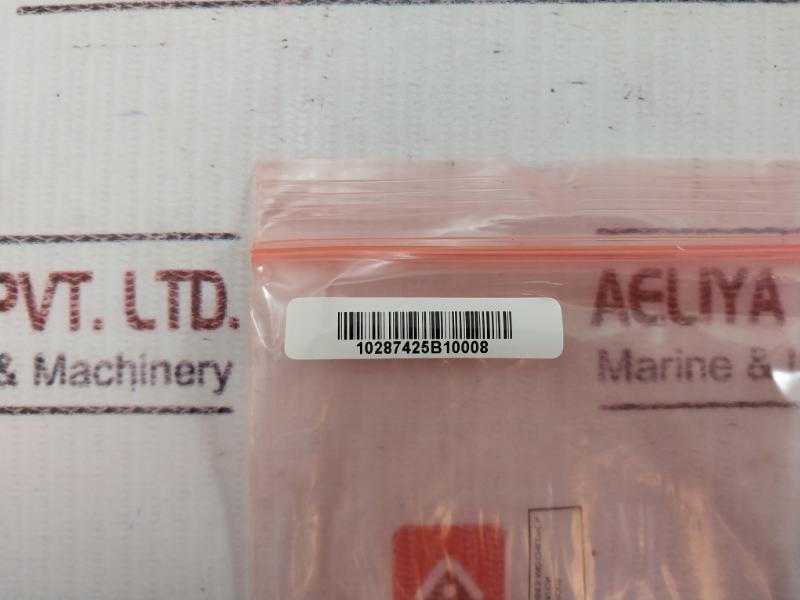 PVT. LTD.
& Machinery
AELIYA
Marine &
10287425B10008